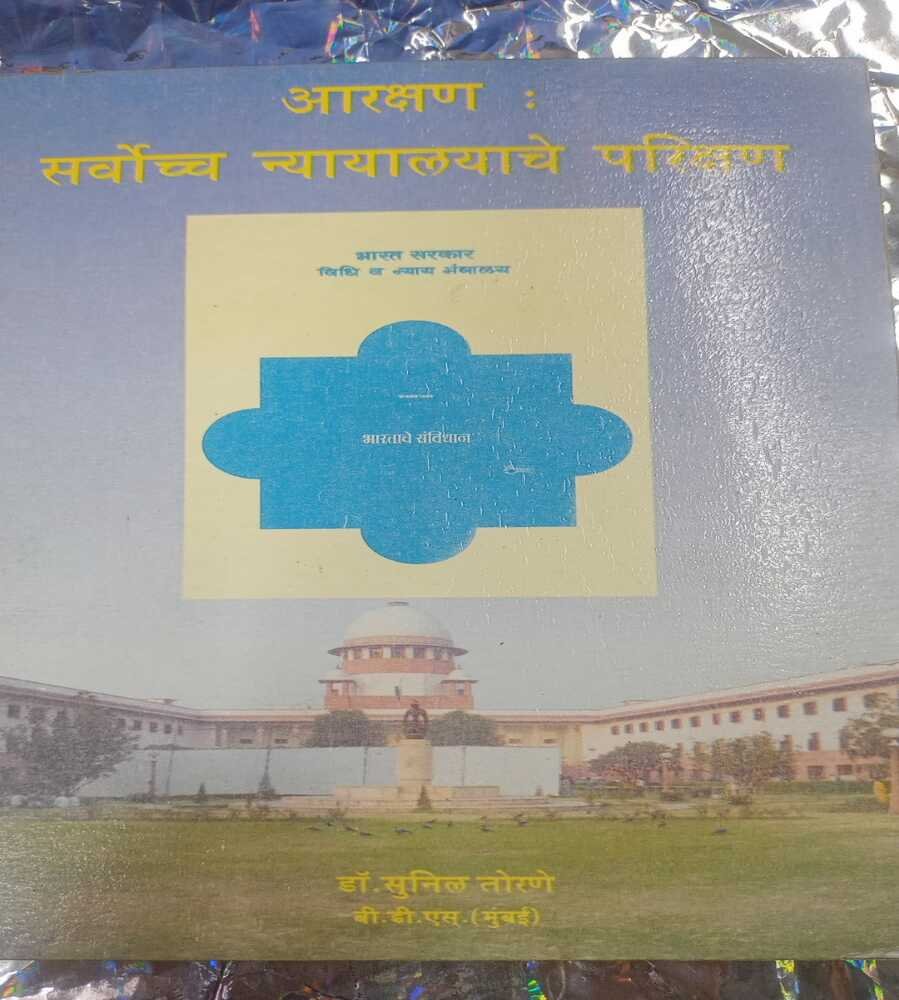 आरक्षण :
सर्वोच्च न्यायालयाचे परिक्षण
भारत सरकार
विधि व न्याय मंत्रालय
भारताचे संविधान
डॉ. सुनिल तोरणे
बी.डी.एस्.(मुंबई)